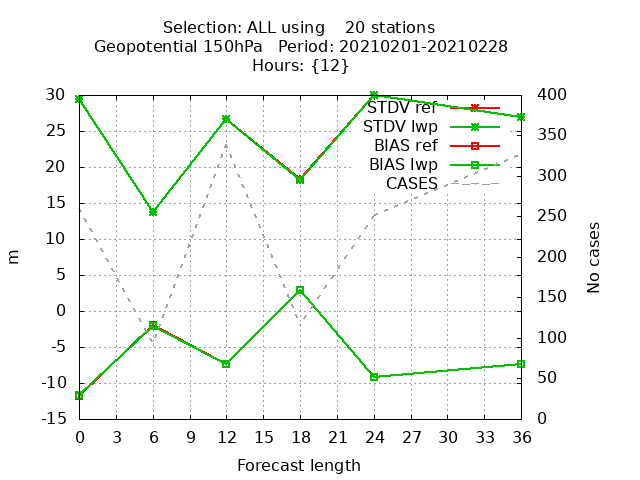 Selection: ALL using 20 stations
Geopotential 150hPa Period: 20210201-20210228
Hours: {12}
STDV ref
STDV lwp
BIAS ref
BIAS lwp
CASES
30
25
20
15
10
5
0
-5
-10
-15
m
400
350
300
250
200
150
100
50
0
No cases
0 3 6 9 12 15 18 21 24 27 30 33 36
Forecast length